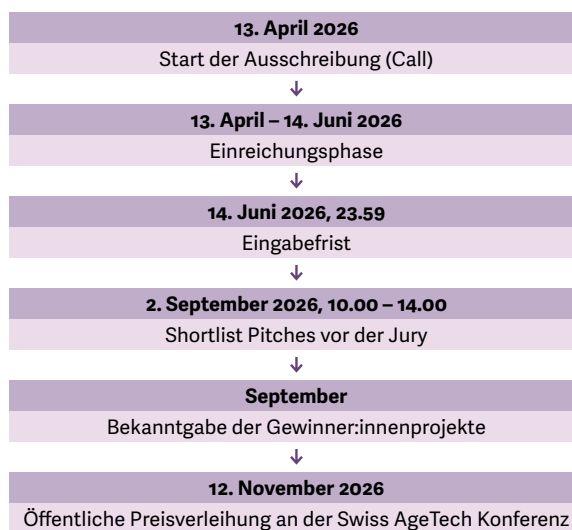 13. April 2026
Start der Ausschreibung (Call)
↓
13. April – 14. Juni 2026
Einreichungsphase
↓
14. Juni 2026, 23.59
Eingabefrist
↓
2. September 2026, 10.00 – 14.00
Shortlist Pitches vor der Jury
↓
September
Bekanntgabe der Gewinner:innenprojekte
↓
12. November 2026
Öffentliche Preisverleihung an der Swiss AgeTech Konferenz